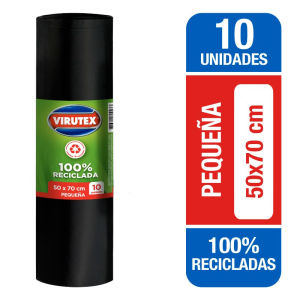 VIRUTEX
100%
RECICLADA
50 x 70 cm
PEQUEÑA
10
10
UNIDADES
PEQUEÑA
50x70 cm
100%
RECICLADAS